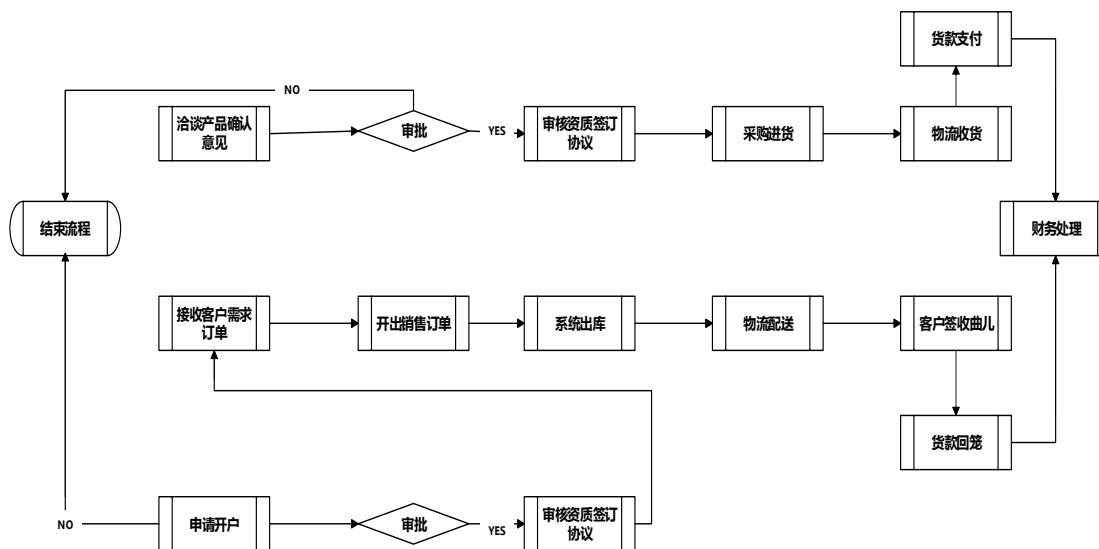 货款支付
NO
洽谈产品确认
意见
审批
YES
审核资质签订
协议
采购进货
物流收货
结束流程
财务处理
接收客户需求
订单
开出销售订单
系统出库
物流配送
客户签收曲儿
货款回笼
NO
申请开户
审批
YES
审核资质签订
协议